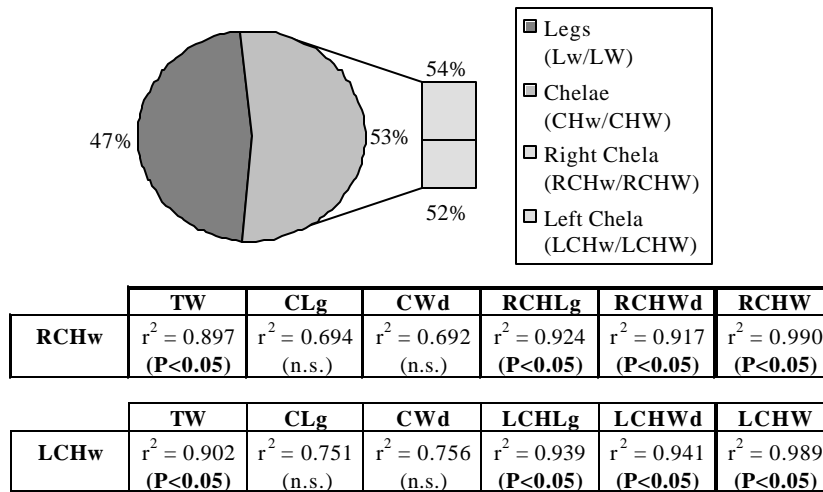 54%
47%
53%
52%
Legs
(Lw/LW)
Chelae
(CHw/CHW)
Right Chela
(RCHw/RCHW)
Left Chela
(LCHw/LCHW)
TW CLg CWd RCHLg RCHWd RCHW
RCHw r² = 0.897 r² = 0.694 r² = 0.692 r² = 0.924 r² = 0.917 r² = 0.990
(P<0.05) (n.s.) (n.s.) (P<0.05) (P<0.05) (P<0.05)
TW CLg CWd LCHLg LCHWd LCHW
LCHw r² = 0.902 r² = 0.751 r² = 0.756 r² = 0.939 r² = 0.941 r² = 0.989
(P<0.05) (n.s.) (n.s.) (P<0.05) (P<0.05) (P<0.05)